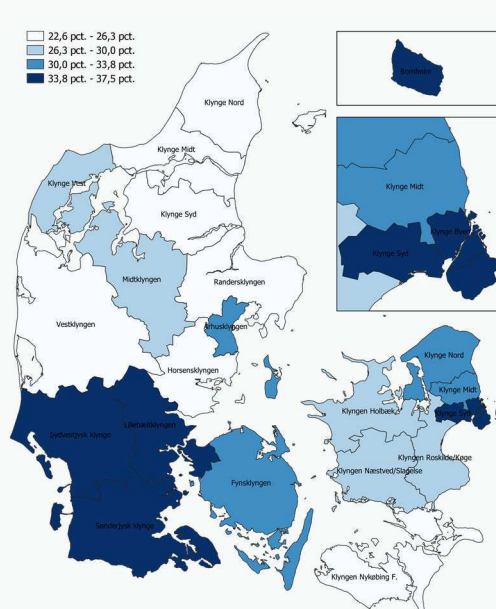 22,6 pct. - 26,3 pct.
26,3 pct. - 30,0 pct.
30,0 pct. - 33,8 pct.
33,8 pct. - 37,5 pct.
Bornholm
Klynge Nord
Klynge Midt
Klynge Vest
Klynge Syd
Midtklyngen
Randersklyngen
Vestklyngen
Århusklyngen
Horsensklyngen
Sydvestjysk klynge
Lillebæltklyngen
Fynsklyngen
Sønderjysk klynge
Klynge Midt
Klynge Byen
Klynge Syd
Klynge Nord
Klynge Midt
Klyngen Holbæk
Klynge Syd
Klyngen Roskilde/Køge
Klyngen Næstved/Slagelse
Klyngen Nykøbing F.